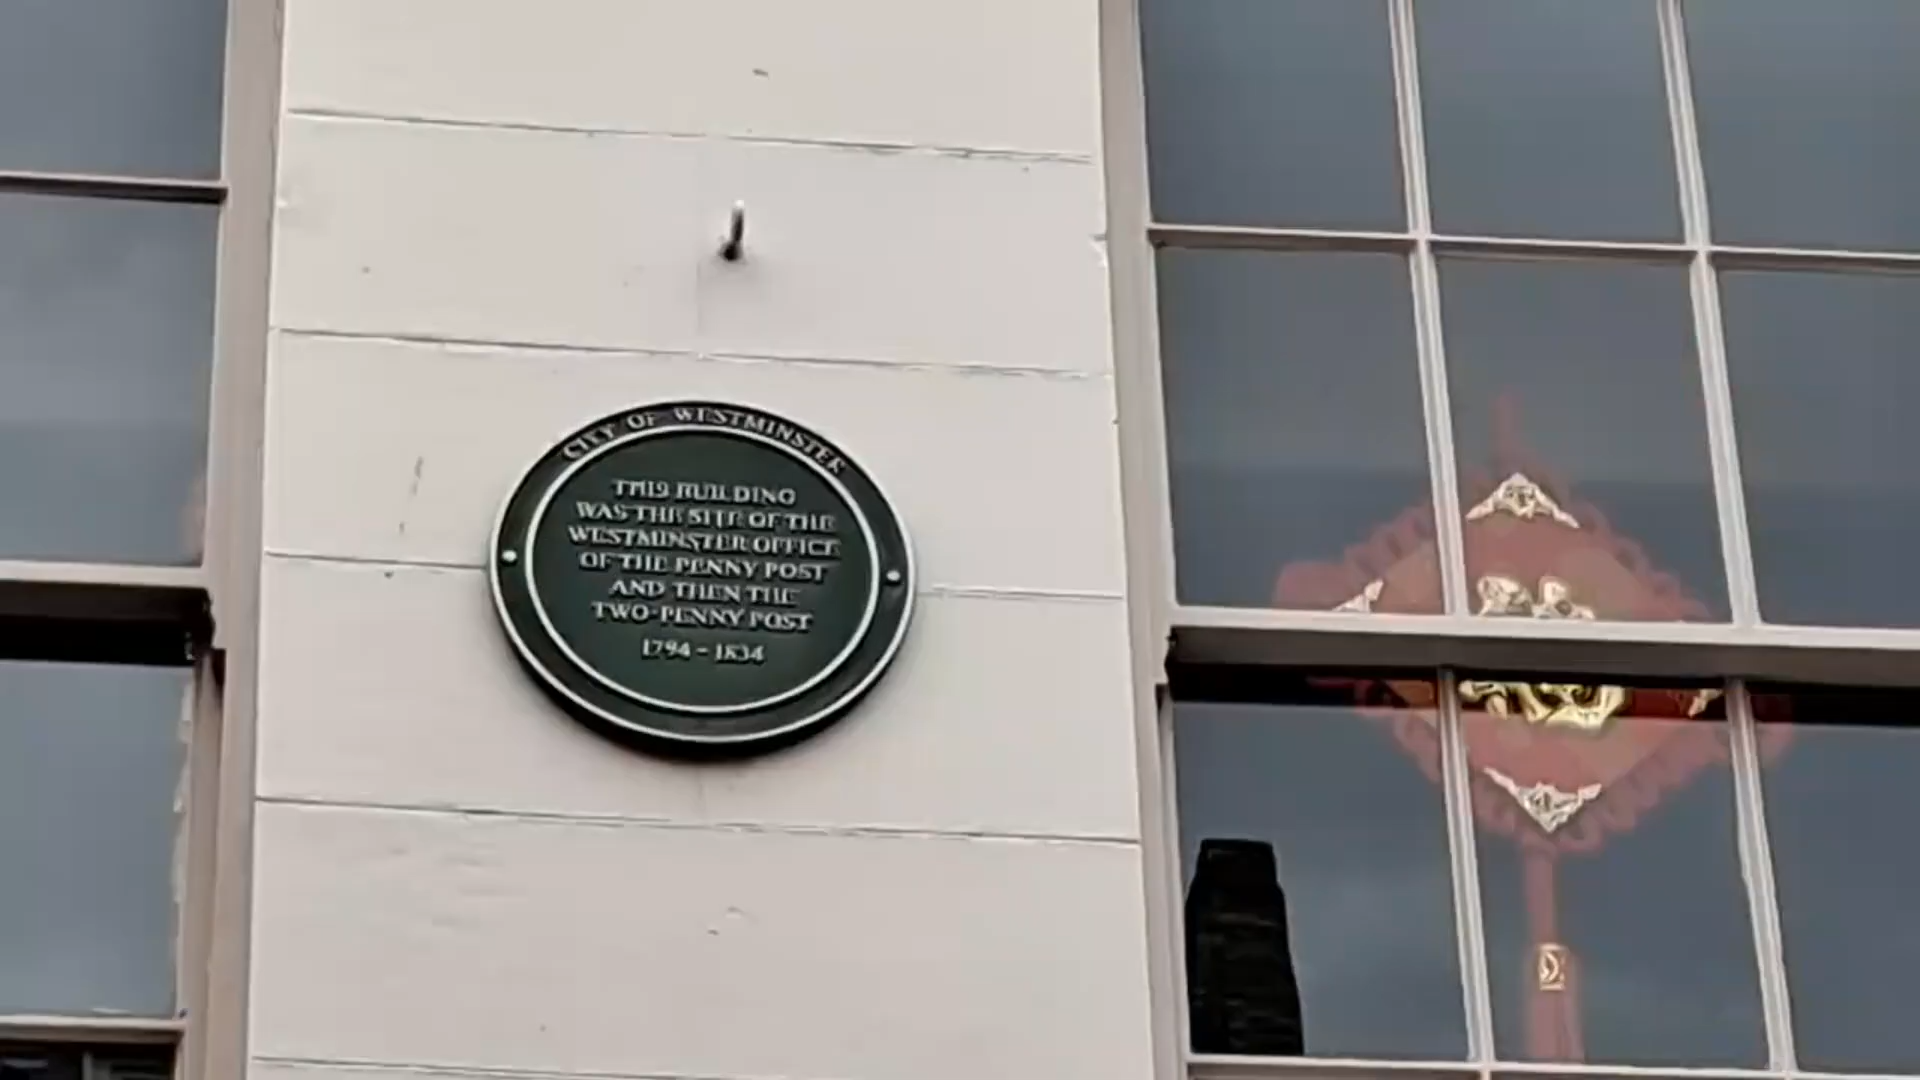 CITY OF WESTMINSTER
THIS BUILDING
WAS THE SITE OF THE
WESTMINSTER OFFICE
OF THE PENNY POST
AND THEN THE
TWO-PENNY POST
1794 - 1834